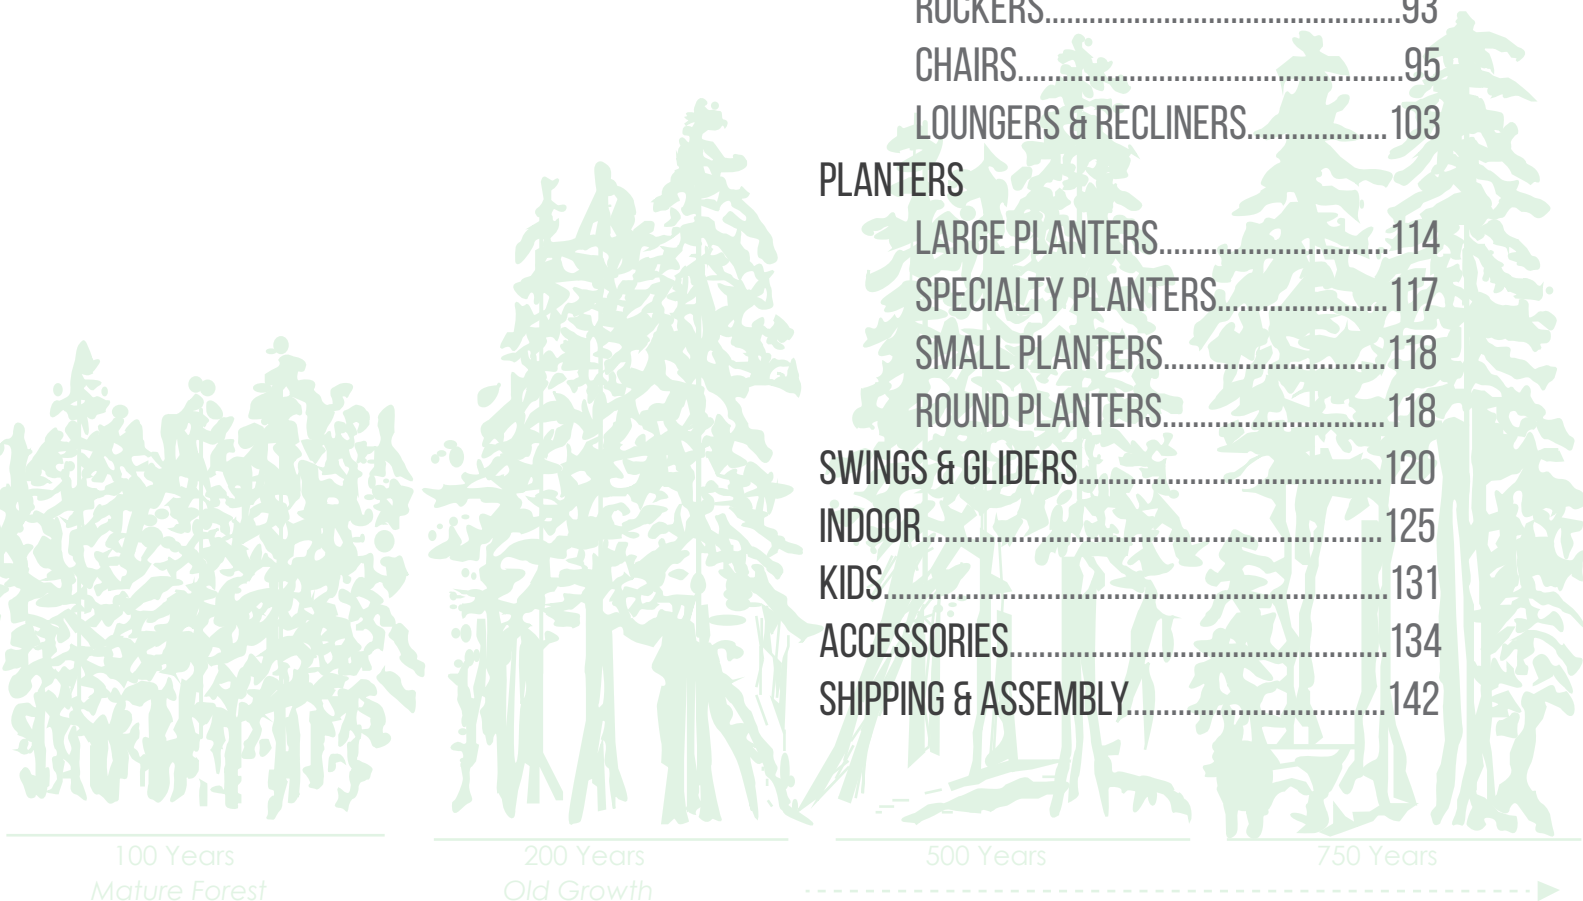 ROCKERS................................................93
CHAIRS....................................................95
LOUNGERS & RECLINERS...................103
PLANTERS
LARGE PLANTERS...............................114
SPECIALTY PLANTERS.......................117
SMALL PLANTERS..............................118
ROUND PLANTERS..............................118
SWINGS & GLIDERS.........................................120
INDOOR..............................................................125
KIDS....................................................................131
ACCESSORIES...................................................134
SHIPPING & ASSEMBLY...................................142
100 Years
Mature Forest
200 Years
Old Growth
500 Years
750 Years